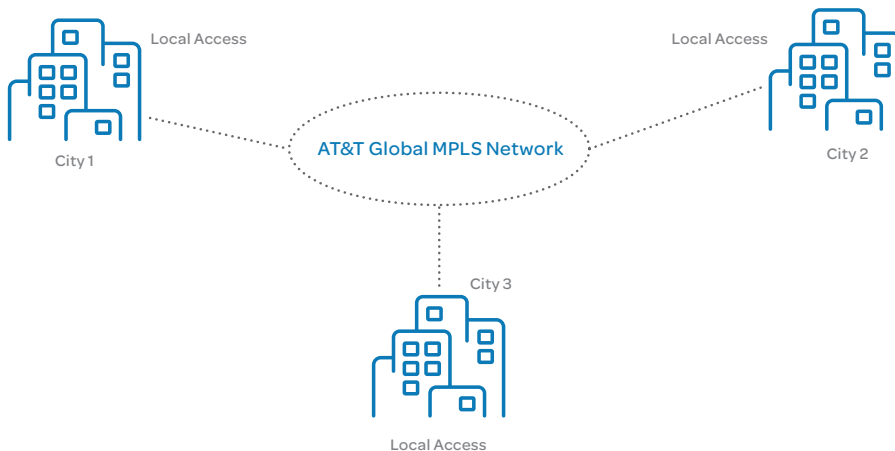 Local Access
Local Access
AT&T Global MPLS Network
City 1
City 2
City 3
Local Access